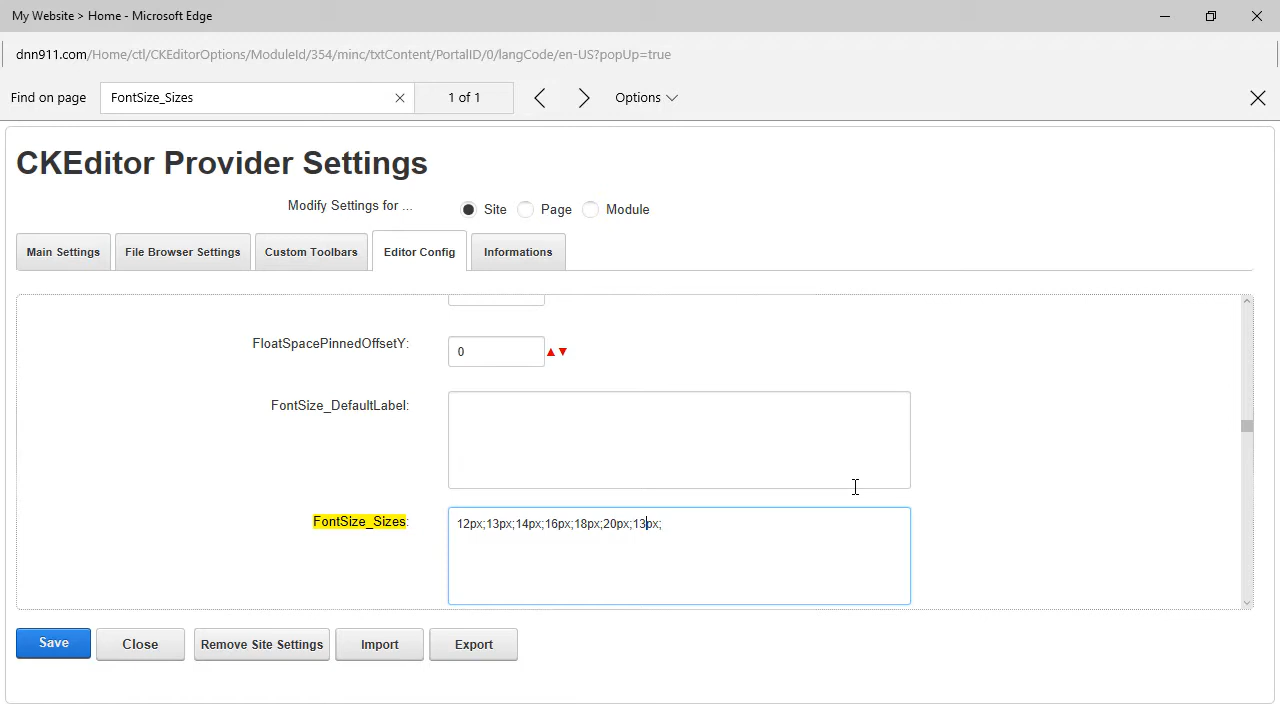 My Website > Home - Microsoft Edge
dnn911.com/Home/ctl/CKEditorOptions/ModuleId/354/minc/txtContent/PortalID/0/langCode/en-US?popUp=true
Find on page FontSize_Sizes 1 of 1 Options
CKEditor Provider Settings
Modify Settings for ... Site Page Module
Main Settings File Browser Settings Custom Toolbars Editor Config Informations
FloatSpacePinnedOffsetY: 0
FontSize_DefaultLabel:
FontSize_Sizes: 12px;13px;14px;16px;18px;20px;13px;
Save Close Remove Site Settings Import Export